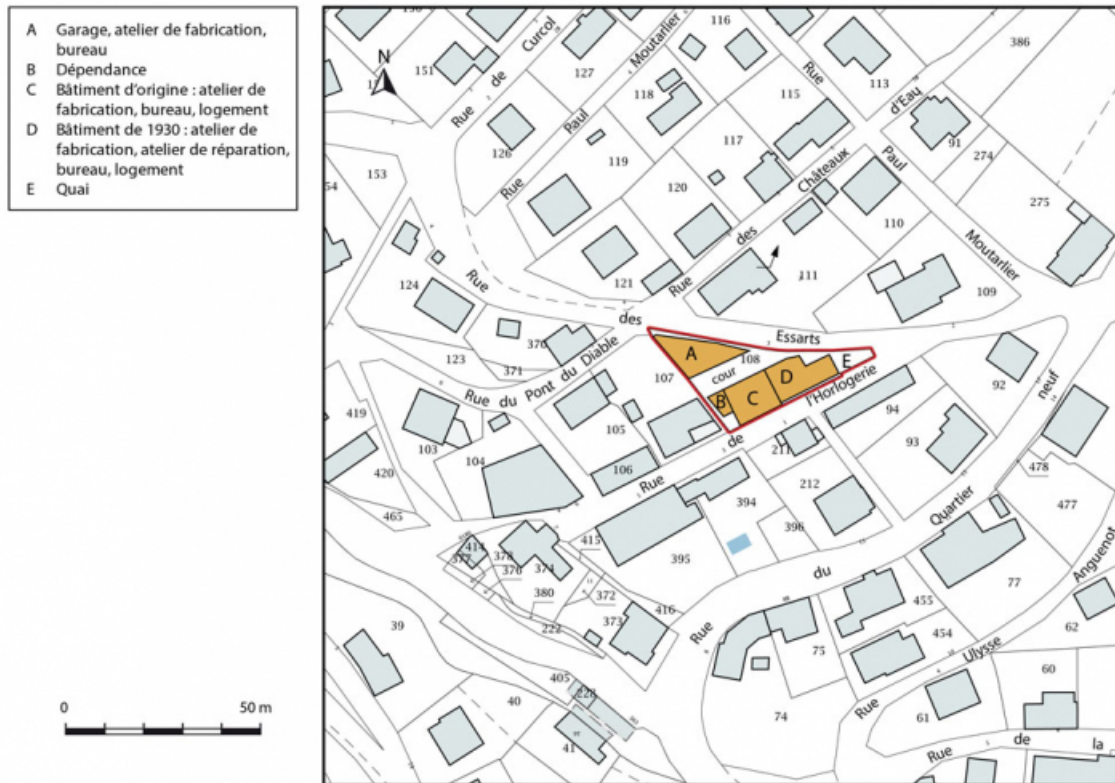 A Garage, atelier de fabrication,
bureau
B Dépendance
C Bâtiment d'origine : atelier de
fabrication, bureau, logement
D Bâtiment de 1930 : atelier de
fabrication, atelier de réparation,
bureau, logement
E Quai
0 50 m
N
151
Rue de Curcol
127
Rue Paul Moutarlier
116
118
115
Rue des Châteaux d'Eau
113
386
91
274
275
126
119
117
120
153
54
110
Paul Moutarlier
121
111
109
124
Rue des Essarts
370
371
123
Rue du Pont du Diable
A
108
cour
B
C
D
E
107
Rue de l'Horlogerie
92
419
103
105
94
93
neuf
420
104
106
211
212
478
477
465
394
396
Quartier
414
377
378
376
374
415
395
380
372
373
222
416
du
Rue
77
Anguenot
455
454
62
39
75
Ulysse
Rue
405
228
40
41
74
61
60
Rue de la